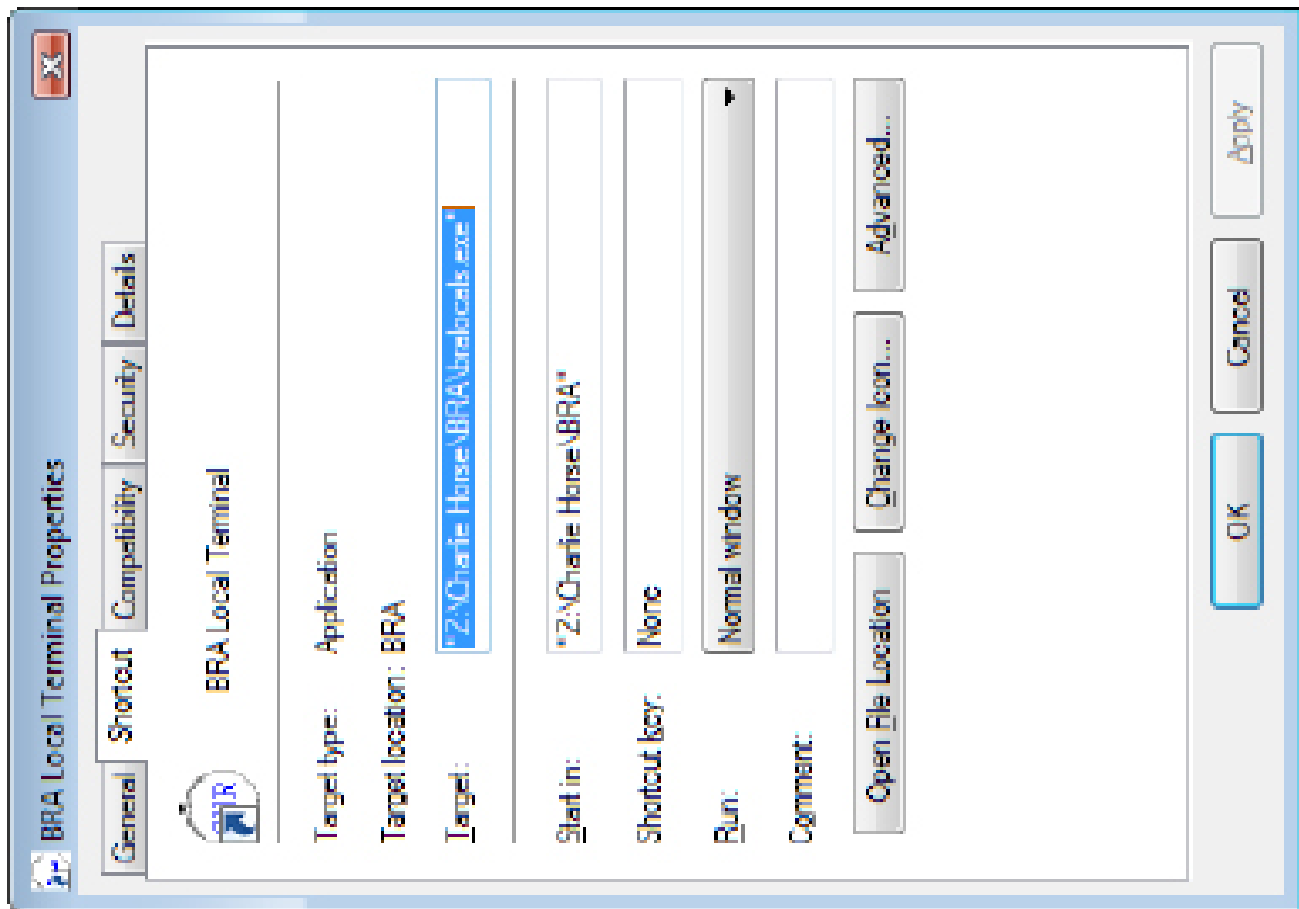 BRA Local Terminal Properties
General Shortcut Compatibility Security Details
BRA Local Terminal
Target type: Application
Target location: BRA
Target: "Z:\Charlie Horse\BRA\bralocals.exe"
Start in: "Z:\Charlie Horse\BRA"
Shortcut key: None
Run: Normal window
Comment:
Open File Location Change Icon... Advanced...
OK Cancel Apply